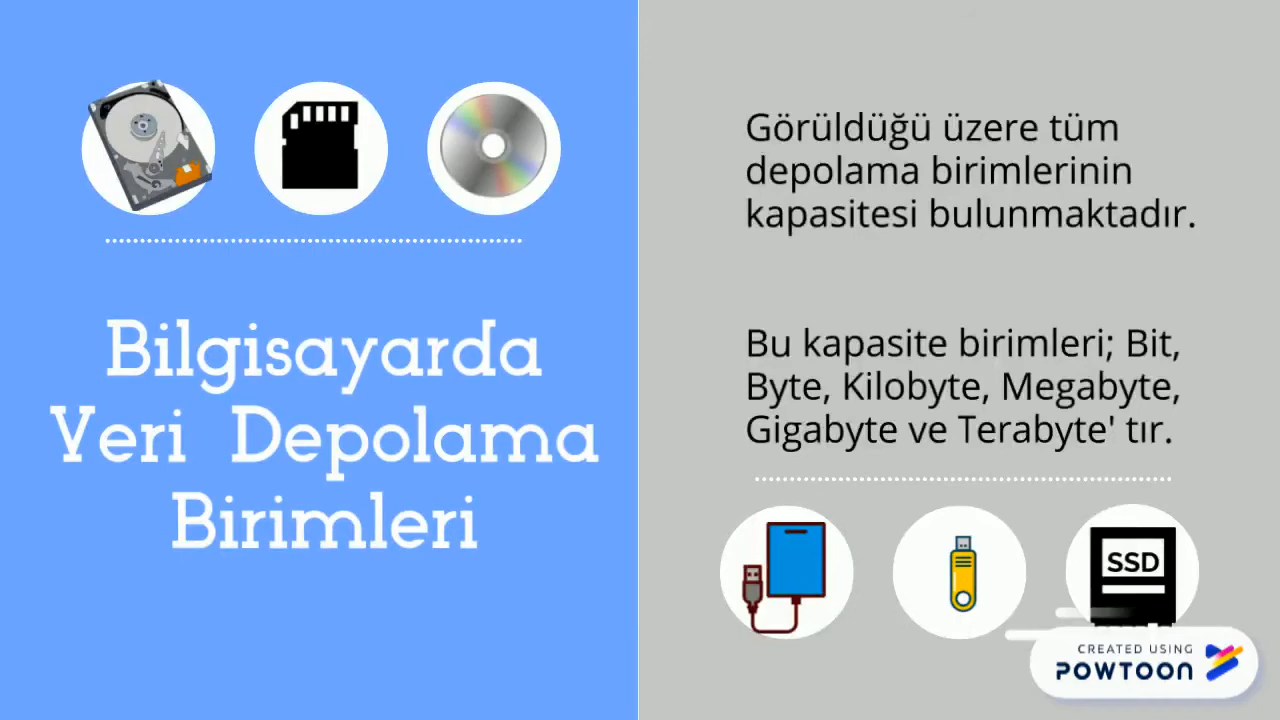 Bilgisayarda
Veri Depolama
Birimleri
Görüldüğü üzere tüm
depolama birimlerinin
kapasitesi bulunmaktadır.
Bu kapasite birimleri; Bit,
Byte, Kilobyte, Megabyte,
Gigabyte ve Terabyte' tır.
SSD
CREATED USING
POWTOON